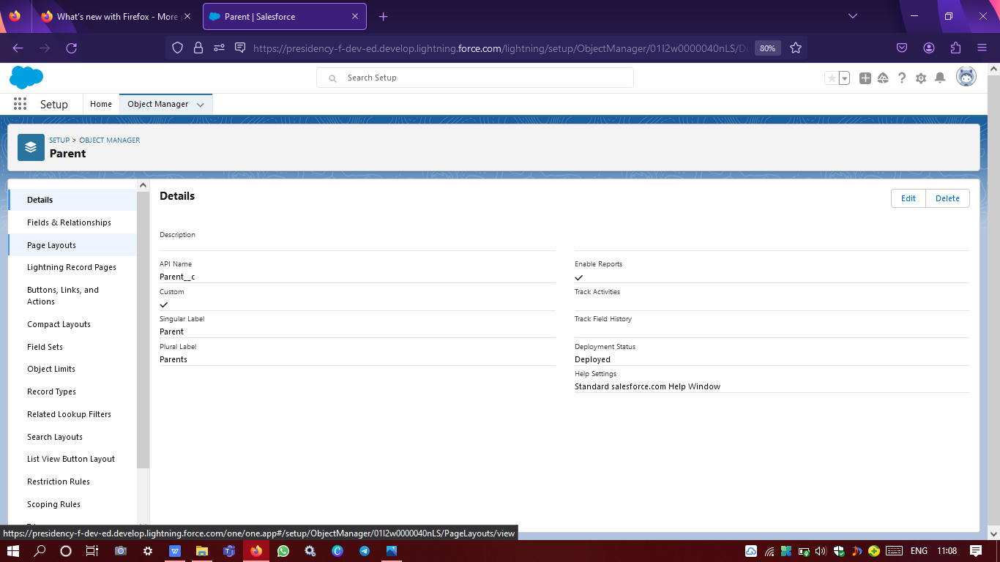 What's new with Firefox - More
Parent | Salesforce
https://presidency-f-dev-ed.develop.lightning.force.com/lightning/setup/ObjectManager/01I2w0000040nLS/De
80%
Search Setup
Setup
Home
Object Manager
SETUP > OBJECT MANAGER
Parent
Details
Fields & Relationships
Page Layouts
Lightning Record Pages
Buttons, Links, and
Actions
Compact Layouts
Field Sets
Object Limits
Record Types
Related Lookup Filters
Search Layouts
List View Button Layout
Restriction Rules
Scoping Rules
Details
Edit
Delete
Description
API Name
Parent__c
Custom
Singular Label
Parent
Plural Label
Parents
Enable Reports
Track Activities
Track Field History
Deployment Status
Deployed
Help Settings
Standard salesforce.com Help Window
https://presidency-f-dev-ed.develop.lightning.force.com/one/one.app#/setup/ObjectManager/01I2w0000040nLS/PageLayouts/view
ENG
11:08